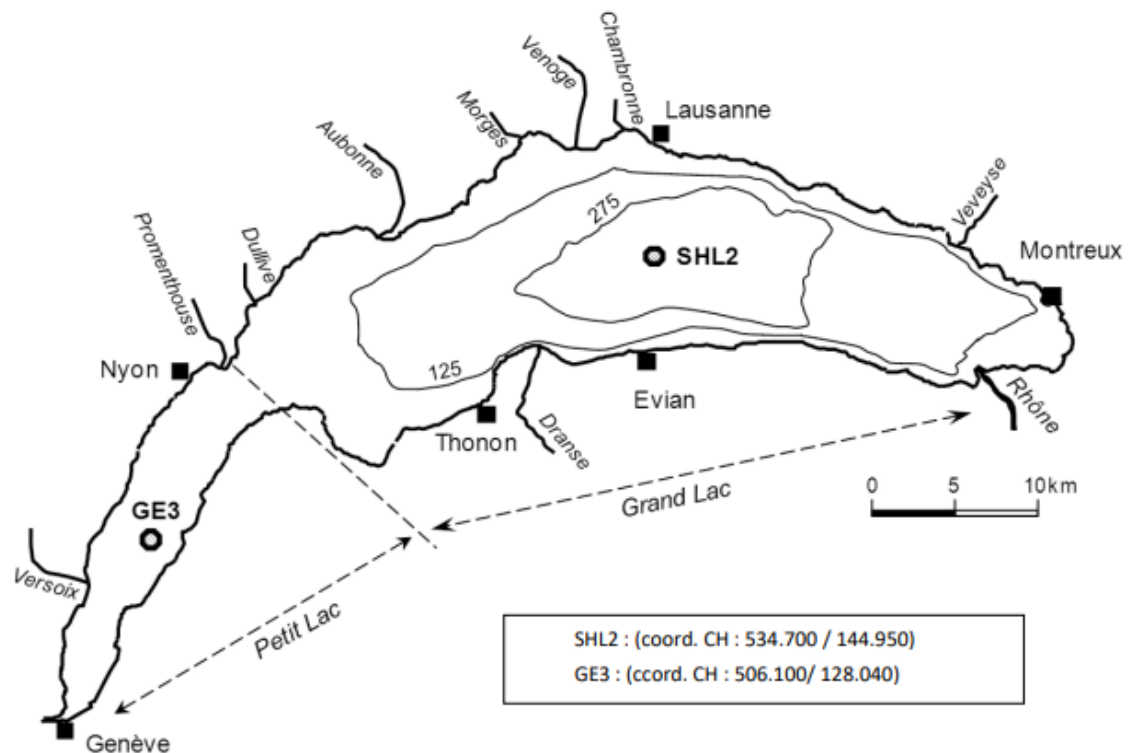 Chambronne
Venoge
Lausanne
Morges
Aubonne
Veveyse
275
SHL2
Montreux
Promenthouse
Dullive
Nyon
125
Evian
Rhône
Thonon
Dranse
Grand Lac
0 5 10km
GE3
Versoix
Petit Lac
SHL2 : (coord. CH : 534.700 / 144.950)
GE3 : (ccord. CH : 506.100/ 128.040)
Genève